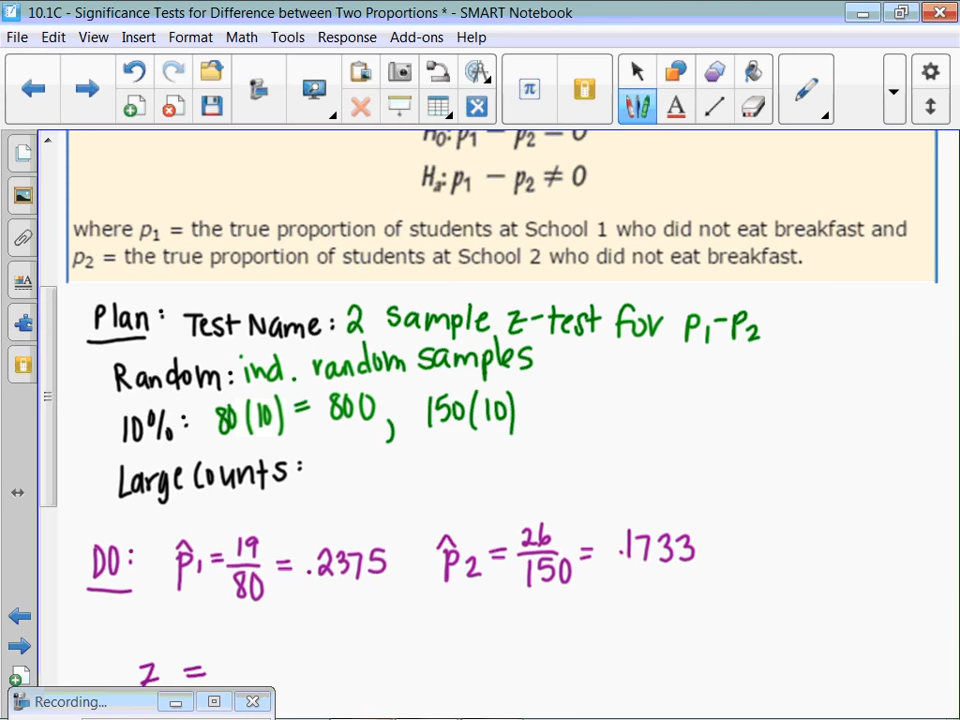 10.1C - Significance Tests for Difference between Two Proportions * - SMART Notebook
File Edit View Insert Format Math Tools Response Add-ons Help
π
A
H0: p1 − p2 = 0
Ha: p1 − p2 ≠ 0
where p1 = the true proportion of students at School 1 who did not eat breakfast and
p2 = the true proportion of students at School 2 who did not eat breakfast.
Plan: Test Name: 2 sample z-test for p1-p2
Random: ind. random samples
10%: 80(10) = 800, 150(10)
Large Counts:
DO: p̂1 = 19/80 = .2375 p̂2 = 26/150 = .1733
z =
Recording...